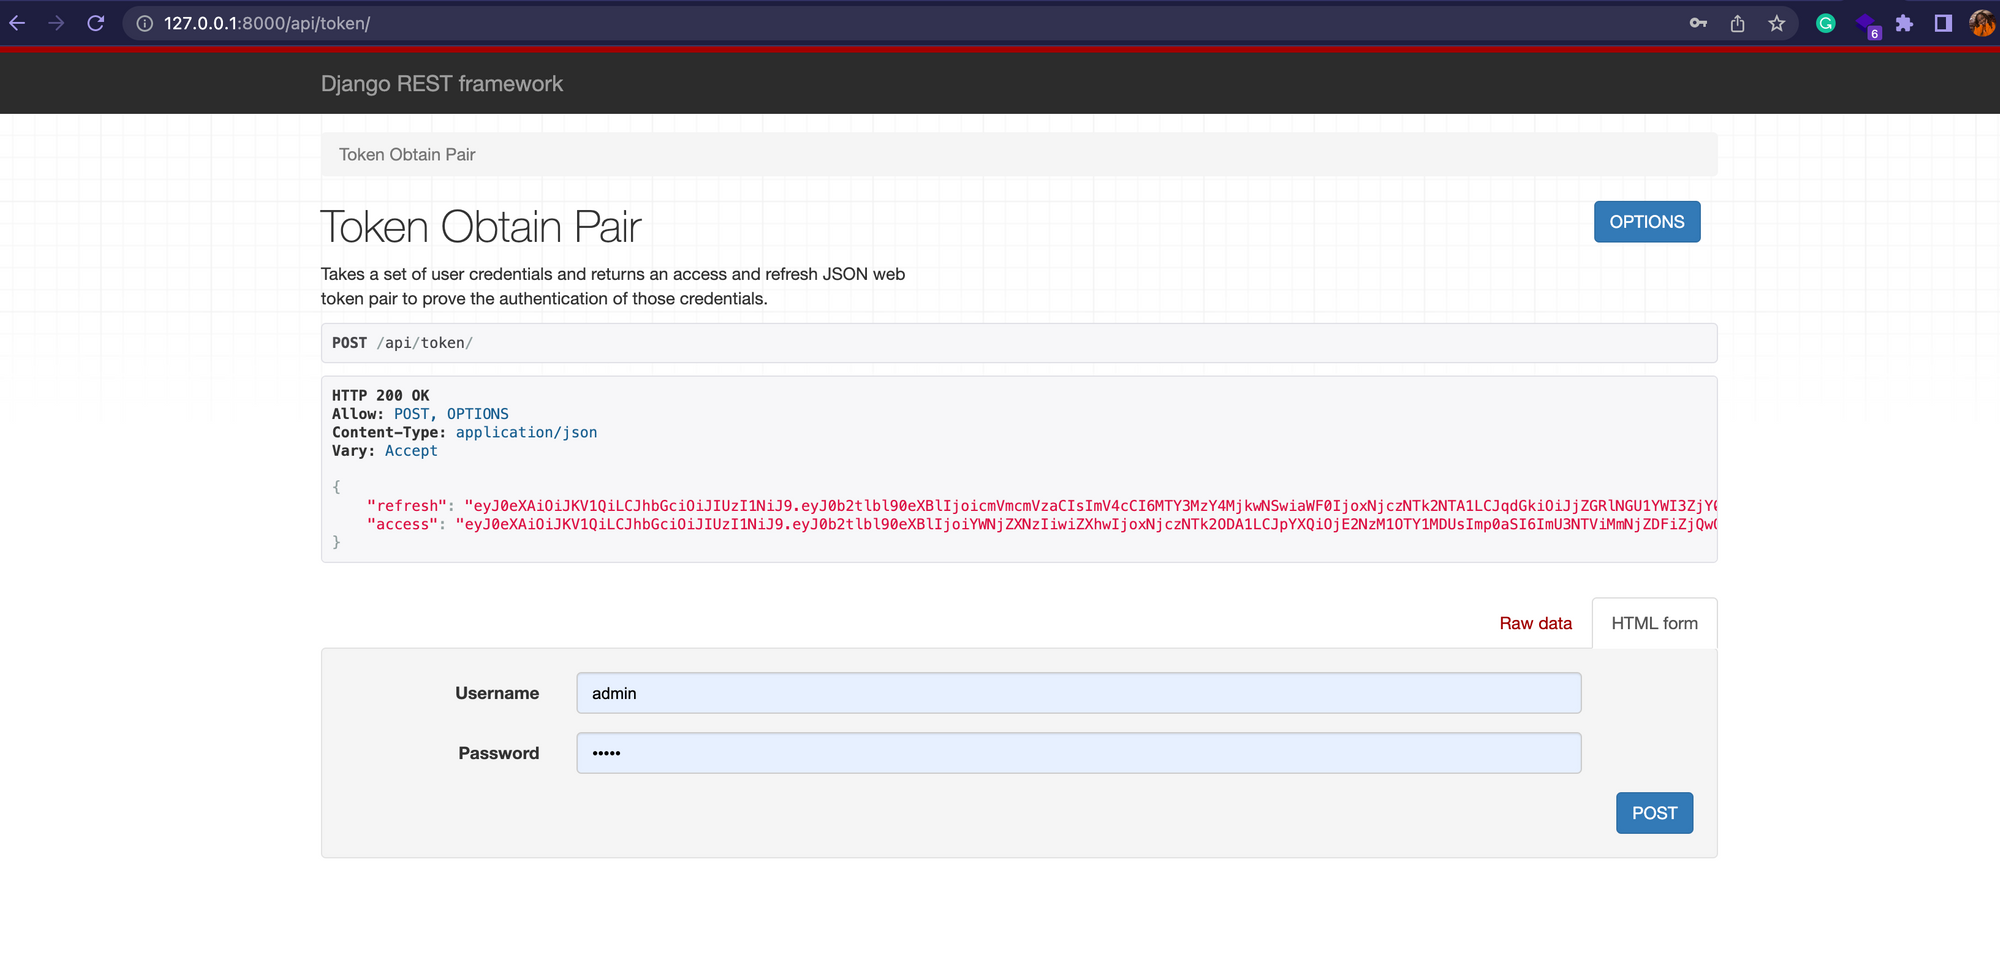 127.0.0.1:8000/api/token/
6
Django REST framework
Token Obtain Pair
Token Obtain Pair
OPTIONS
Takes a set of user credentials and returns an access and refresh JSON web
token pair to prove the authentication of those credentials.
POST /api/token/
HTTP 200 OK
Allow: POST, OPTIONS
Content-Type: application/json
Vary: Accept
{
"refresh": "eyJ0eXAiOiJKV1QiLCJhbGciOiJIUzI1NiJ9.eyJ0b2tlbl90eXBlIjoicmVmcmVzaCIsImV4cCI6MTY3MzY4MjkwNSwiaWF0IjoxNjczNTk2NTA1LCJqdGkiOiJjZGRlNGU1YWI3ZjY
"access": "eyJ0eXAiOiJKV1QiLCJhbGciOiJIUzI1NiJ9.eyJ0b2tlbl90eXBlIjoiYWNjZXNzIiwiZXhwIjoxNjczNTk2ODA1LCJpYXQiOjE2NzM1OTY1MDUsImp0aSI6ImU3NTViMmNjZDFiZjQw
}
Raw data
HTML form
Username
admin
Password
•••••
POST